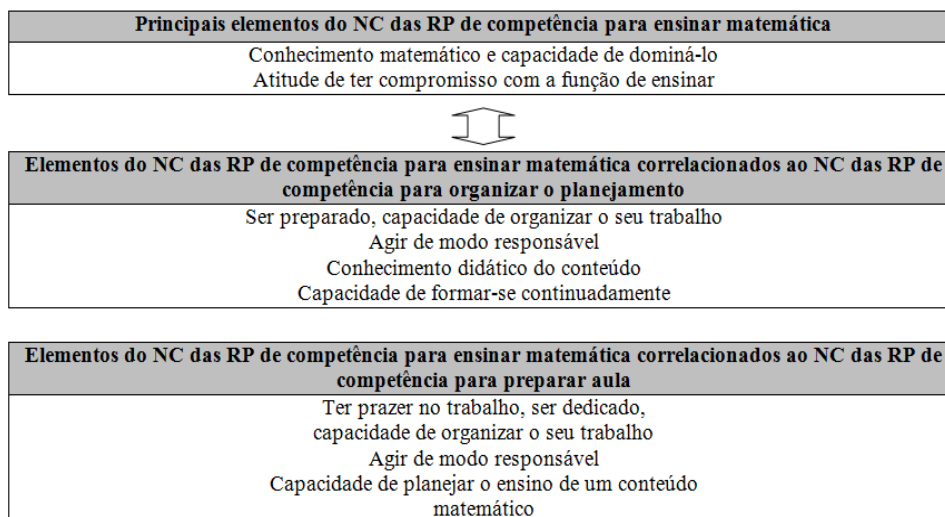 Principais elementos do NC das RP de competência para ensinar matemática
Conhecimento matemático e capacidade de dominá-lo
Atitude de ter compromisso com a função de ensinar
Elementos do NC das RP de competência para ensinar matemática correlacionados ao NC das RP de
competência para organizar o planejamento
Ser preparado, capacidade de organizar o seu trabalho
Agir de modo responsável
Conhecimento didático do conteúdo
Capacidade de formar-se continuadamente
Elementos do NC das RP de competência para ensinar matemática correlacionados ao NC das RP de
competência para preparar aula
Ter prazer no trabalho, ser dedicado,
capacidade de organizar o seu trabalho
Agir de modo responsável
Capacidade de planejar o ensino de um conteúdo
matemático